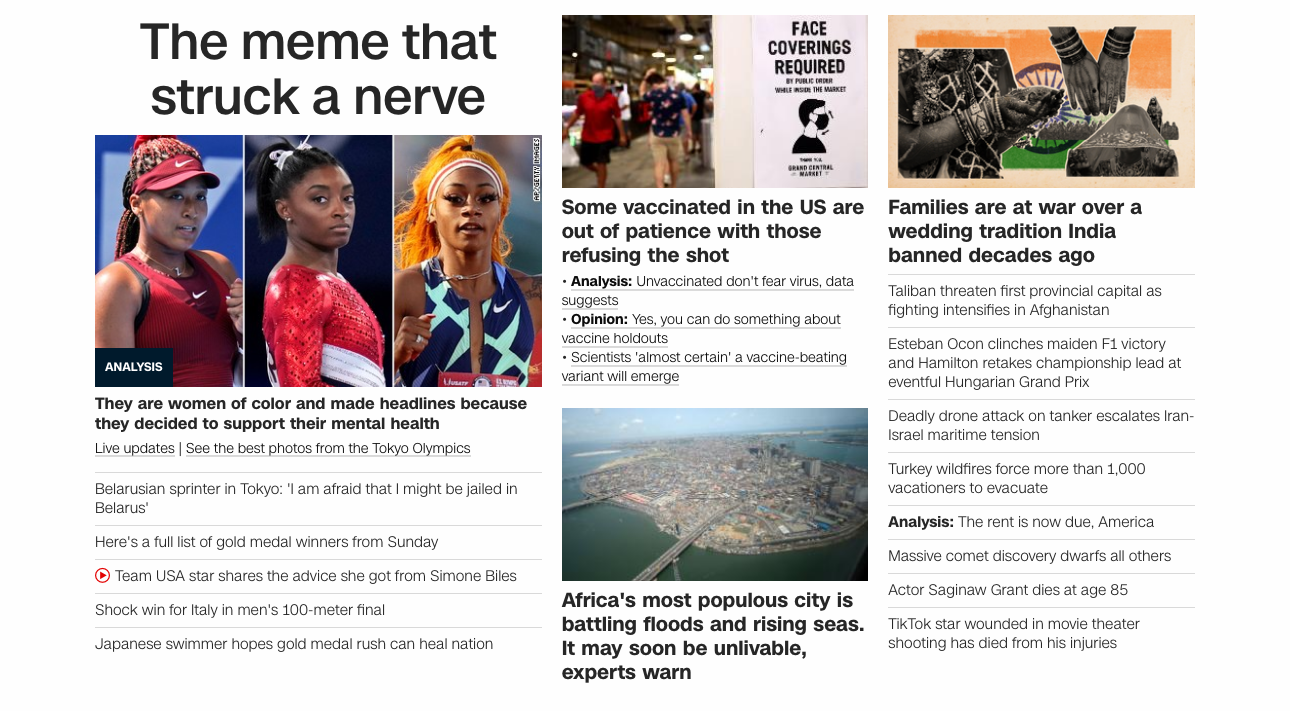 The meme that
struck a nerve
AP, GETTY IMAGES
ANALYSIS
They are women of color and made headlines because
they decided to support their mental health
Live updates | See the best photos from the Tokyo Olympics
Belarusian sprinter in Tokyo: 'I am afraid that I might be jailed in
Belarus'
Here's a full list of gold medal winners from Sunday
Team USA star shares the advice she got from Simone Biles
Shock win for Italy in men's 100-meter final
Japanese swimmer hopes gold medal rush can heal nation
FACE
COVERINGS
REQUIRED
BY PUBLIC ORDER
WHILE INSIDE THE MARKET
THANK YOU,
GRAND CENTRAL
MARKET
Some vaccinated in the US are
out of patience with those
refusing the shot
• Analysis: Unvaccinated don't fear virus, data
suggests
• Opinion: Yes, you can do something about
vaccine holdouts
• Scientists 'almost certain' a vaccine-beating
variant will emerge
Africa's most populous city is
battling floods and rising seas.
It may soon be unlivable,
experts warn
Families are at war over a
wedding tradition India
banned decades ago
Taliban threaten first provincial capital as
fighting intensifies in Afghanistan
Esteban Ocon clinches maiden F1 victory
and Hamilton retakes championship lead at
eventful Hungarian Grand Prix
Deadly drone attack on tanker escalates Iran-
Israel maritime tension
Turkey wildfires force more than 1,000
vacationers to evacuate
Analysis: The rent is now due, America
Massive comet discovery dwarfs all others
Actor Saginaw Grant dies at age 85
TikTok star wounded in movie theater
shooting has died from his injuries